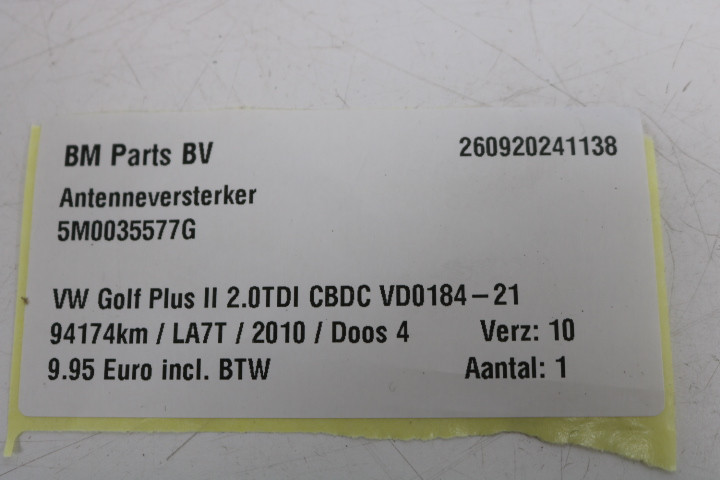 BM Parts BV 260920241138
Antenneversterker
5M0035577G
VW Golf Plus II 2.0TDI CBDC VD0184-21
94174km / LA7T / 2010 / Doos 4 Verz: 10
9.95 Euro incl. BTW Aantal: 1